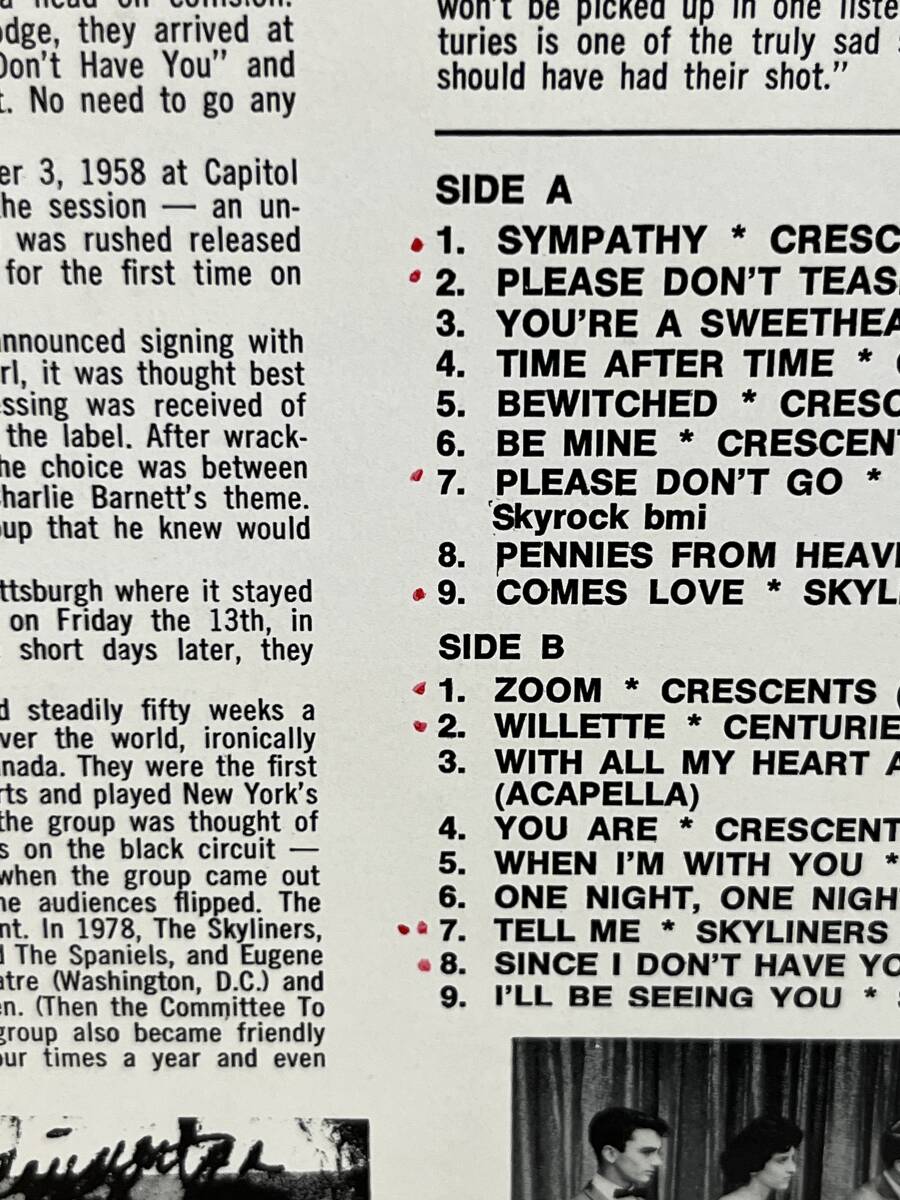 a head on collision.
odge, they arrived at
Don't Have You" and
t. No need to go any
er 3, 1958 at Capitol
he session — an un-
was rushed released
for the first time on
announced signing with
rl, it was thought best
essing was received of
the label. After wrack-
he choice was between
Charlie Barnett's theme.
oup that he knew would
ttsburgh where it stayed
on Friday the 13th, in
short days later, they
d steadily fifty weeks a
ver the world, ironically
nada. They were the first
rts and played New York's
the group was thought of
s on the black circuit —
when the group came out
he audiences flipped. The
nt. In 1978, The Skyliners,
d The Spaniels, and Eugene
atre (Washington, D.C.) and
en. (Then the Committee To
group also became friendly
our times a year and even
won't be picked up in one liste
turies is one of the truly sad s
should have had their shot."
SIDE A
1. SYMPATHY * CRESC
2. PLEASE DON'T TEAS
3. YOU'RE A SWEETHEA
4. TIME AFTER TIME * C
5. BEWITCHED * CRESC
6. BE MINE * CRESCENT
7. PLEASE DON'T GO *
Skyrock bmi
8. PENNIES FROM HEAVE
9. COMES LOVE * SKYLI
SIDE B
1. ZOOM * CRESCENTS (
2. WILLETTE * CENTURIE
3. WITH ALL MY HEART A
(ACAPELLA)
4. YOU ARE * CRESCENT
5. WHEN I'M WITH YOU *
6. ONE NIGHT, ONE NIGH
7. TELL ME * SKYLINERS
8. SINCE I DON'T HAVE YO
9. I'LL BE SEEING YOU *